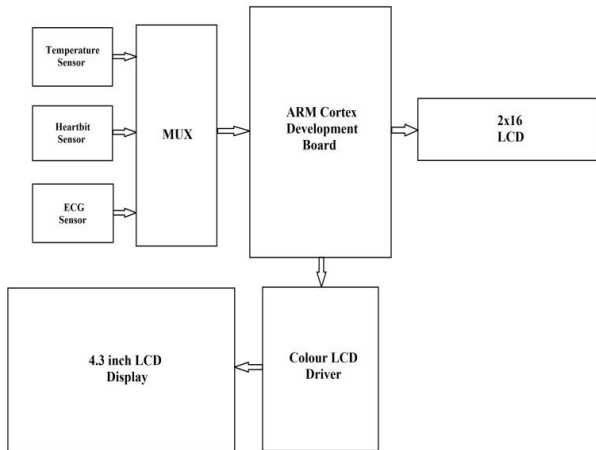 Temperature
Sensor
Heartbit
Sensor
ECG
Sensor
MUX
ARM Cortex
Development
Board
2x16
LCD
4.3 inch LCD
Display
Colour LCD
Driver